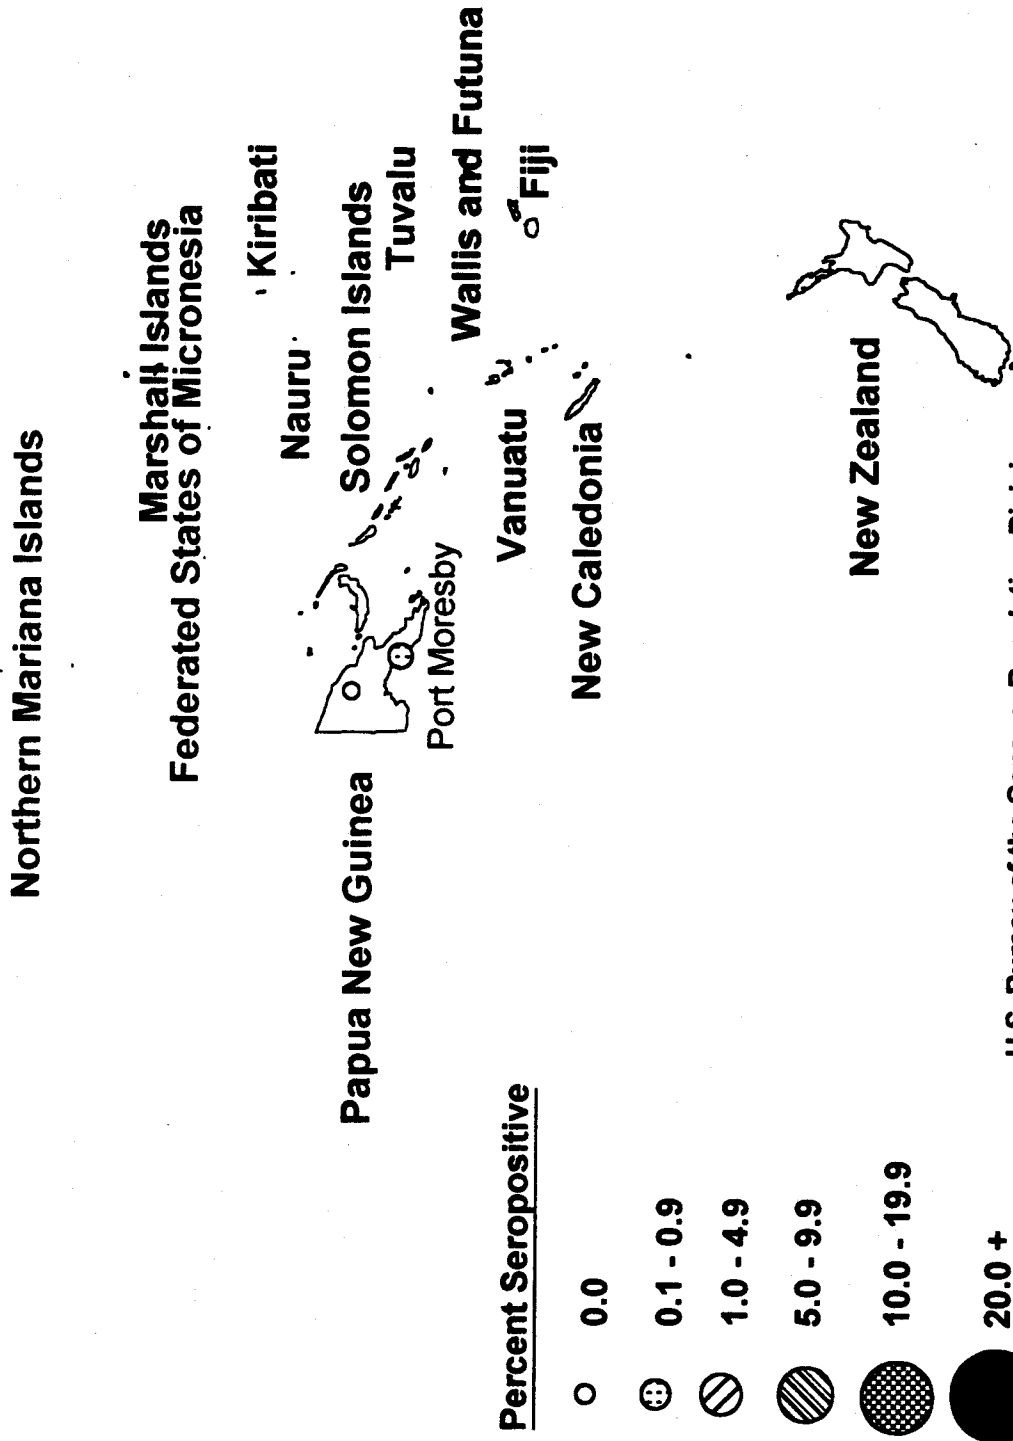 Northern Mariana Islands
Marshall Islands
Federated States of Micronesia
Kiribati
Nauru
Solomon Islands
Tuvalu
Wallis and Futuna
Fiji
Papua New Guinea
Port Moresby
Vanuatu
New Caledonia
New Zealand
Percent Seropositive
0.0
0.1 - 0.9
1.0 - 4.9
5.0 - 9.9
10.0 - 19.9
20.0 +